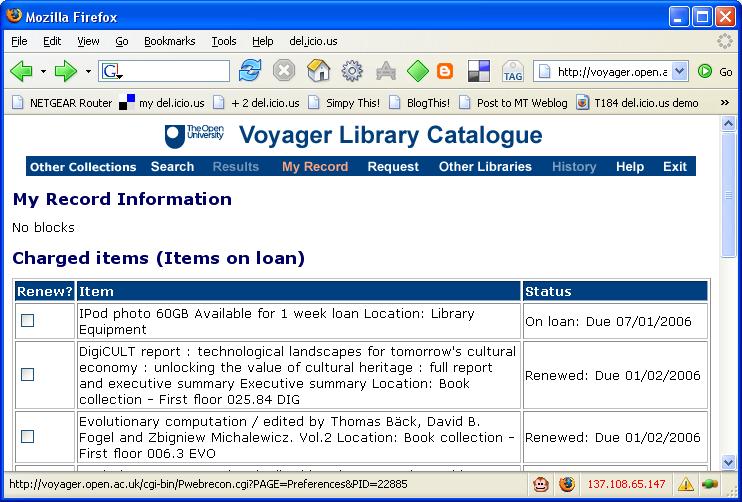 Mozilla Firefox
File Edit View Go Bookmarks Tools Help del.icio.us
G TAG http://voyager.open.a Go
NETGEAR Router my del.icio.us + 2 del.icio.us Simpy This! BlogThis! Post to MT Weblog T184 del.icio.us demo »
The Open
University
Voyager Library Catalogue
Other Collections Search Results My Record Request Other Libraries History Help Exit
My Record Information
No blocks
Charged items (Items on loan)
Renew? Item Status
IPod photo 60GB Available for 1 week loan Location: Library
Equipment
On loan: Due 07/01/2006
DigiCULT report : technological landscapes for tomorrow's cultural
economy : unlocking the value of cultural heritage : full report
and executive summary Executive summary Location: Book
collection - First floor 025.84 DIG
Renewed: Due 01/02/2006
Evolutionary computation / edited by Thomas Bäck, David B.
Fogel and Zbigniew Michalewicz. Vol.2 Location: Book collection -
First floor 006.3 EVO
Renewed: Due 01/02/2006
http://voyager.open.ac.uk/cgi-bin/Pwebrecon.cgi?PAGE=Preferences&PID=22885 137.108.65.147